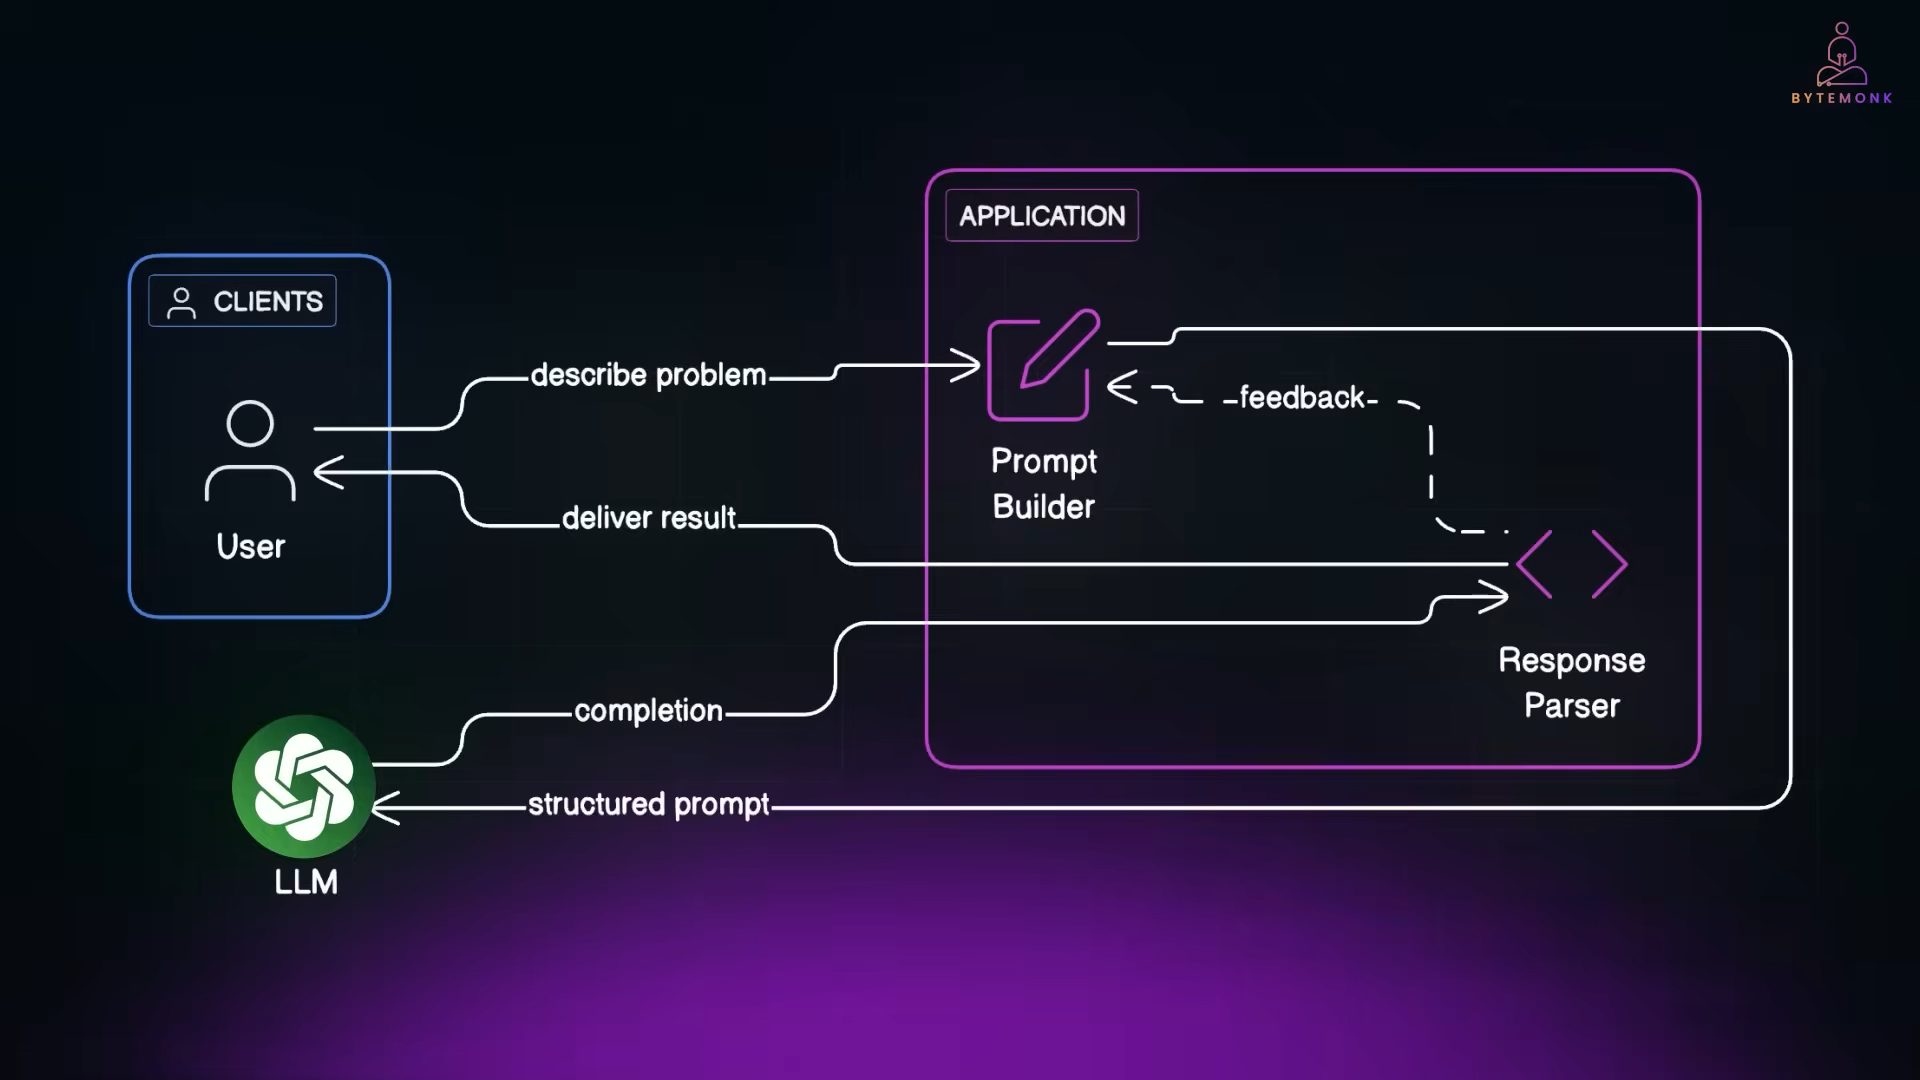 BYTEMONK
APPLICATION
CLIENTS
describe problem
feedback
Prompt
Builder
deliver result
User
Response
Parser
completion
structured prompt
LLM